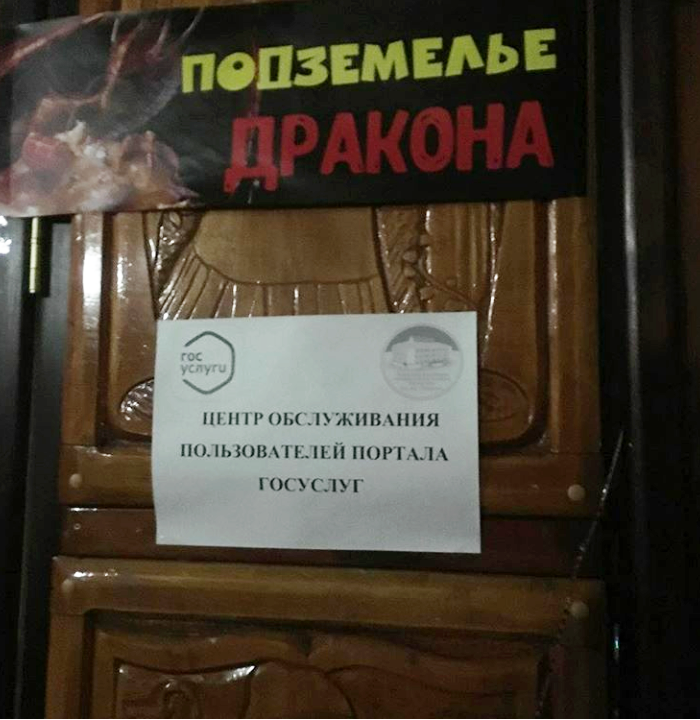 ПОДЗЕМЕЛЬЕ
ДРАКОНА
гос
услуги
ЦЕНТР ОБСЛУЖИВАНИЯ
ПОЛЬЗОВАТЕЛЕЙ ПОРТАЛА
ГОСУСЛУГ